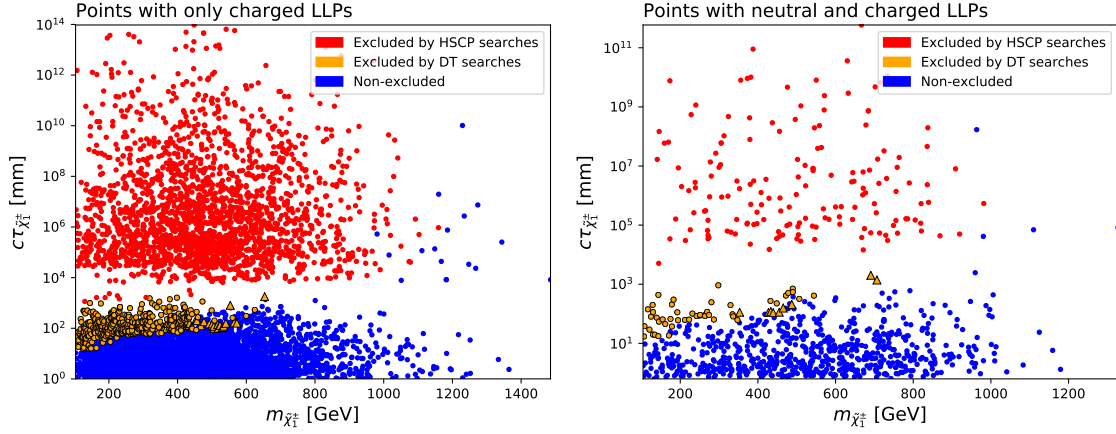 Points with only charged LLPs
10^14
10^12
10^10
10^8
10^6
10^4
10^2
10^0
cτ_χ̃₁± [mm]
200
400
600
800
1000
1200
1400
m_χ̃₁± [GeV]
Excluded by HSCP searches
Excluded by DT searches
Non-excluded
Points with neutral and charged LLPs
10^11
10^9
10^7
10^5
10^3
10^1
cτ_χ̃₁± [mm]
200
400
600
800
1000
1200
m_χ̃₁± [GeV]
Excluded by HSCP searches
Excluded by DT searches
Non-excluded